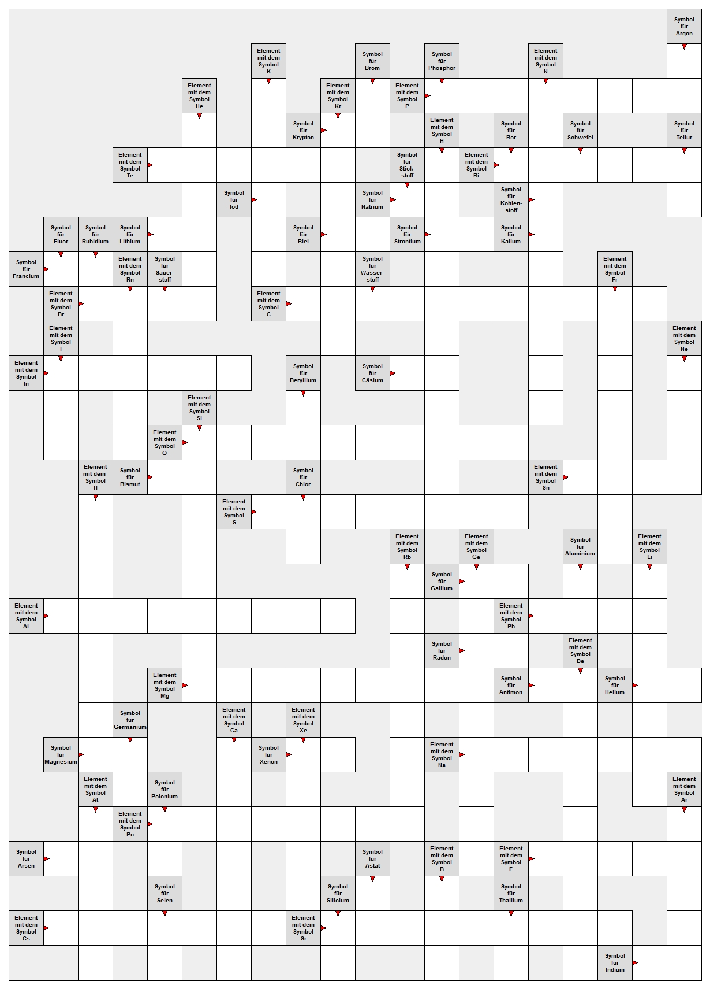 Symbol
für
Argon
Element
mit dem
Symbol
K
Symbol
für
Brom
Symbol
für
Phosphor
Element
mit dem
Symbol
N
Element
mit dem
Symbol
He
Element
mit dem
Symbol
Kr
Element
mit dem
Symbol
P
Symbol
für
Krypton
Element
mit dem
Symbol
H
Symbol
für
Bor
Symbol
für
Schwefel
Symbol
für
Tellur
Element
mit dem
Symbol
Te
Symbol
für
Stick-
stoff
Element
mit dem
Symbol
Bi
Symbol
für
Iod
Symbol
für
Natrium
Symbol
für
Kohlen-
stoff
Symbol
für
Fluor
Symbol
für
Rubidium
Symbol
für
Lithium
Symbol
für
Blei
Symbol
für
Strontium
Symbol
für
Kalium
Symbol
für
Francium
Element
mit dem
Symbol
Rn
Symbol
für
Sauer-
stoff
Symbol
für
Wasser-
stoff
Element
mit dem
Symbol
Fr
Element
mit dem
Symbol
Br
Element
mit dem
Symbol
C
Element
mit dem
Symbol
I
Element
mit dem
Symbol
Ne
Element
mit dem
Symbol
In
Symbol
für
Beryllium
Symbol
für
Cäsium
Element
mit dem
Symbol
Si
Element
mit dem
Symbol
O
Element
mit dem
Symbol
Tl
Symbol
für
Bismut
Symbol
für
Chlor
Element
mit dem
Symbol
Sn
Element
mit dem
Symbol
S
Element
mit dem
Symbol
Rb
Element
mit dem
Symbol
Ge
Symbol
für
Aluminium
Element
mit dem
Symbol
Li
Symbol
für
Gallium
Element
mit dem
Symbol
Al
Element
mit dem
Symbol
Pb
Symbol
für
Radon
Element
mit dem
Symbol
Be
Element
mit dem
Symbol
Mg
Symbol
für
Antimon
Symbol
für
Helium
Symbol
für
Germanium
Element
mit dem
Symbol
Ca
Element
mit dem
Symbol
Xe
Symbol
für
Magnesium
Symbol
für
Xenon
Element
mit dem
Symbol
Na
Element
mit dem
Symbol
At
Symbol
für
Polonium
Element
mit dem
Symbol
Ar
Element
mit dem
Symbol
Po
Symbol
für
Arsen
Symbol
für
Astat
Element
mit dem
Symbol
B
Element
mit dem
Symbol
F
Symbol
für
Selen
Symbol
für
Silicium
Symbol
für
Thallium
Element
mit dem
Symbol
Cs
Element
mit dem
Symbol
Sr
Symbol
für
Indium